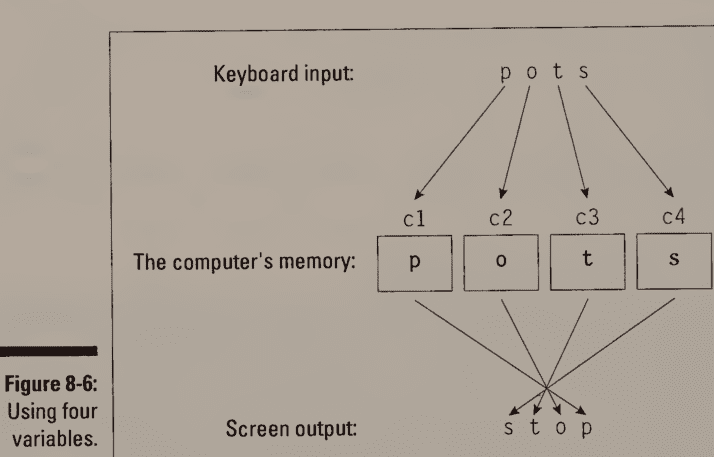 Keyboard input: p o t s
c1 c2 c3 c4
The computer's memory: p o t s
Figure 8-6:
Using four
variables.
Screen output: s t o p